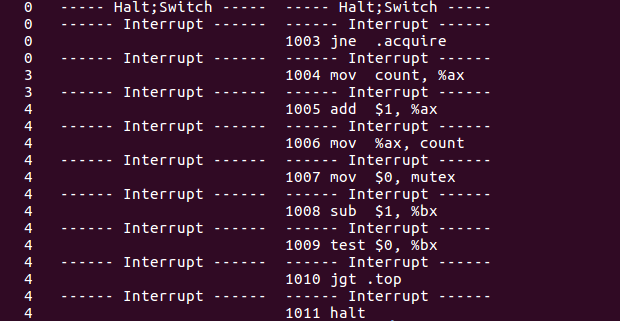 0 ----- Halt;Switch ----- ----- Halt;Switch -----
0 ------ Interrupt ------ ------ Interrupt ------
0 1003 jne .acquire
0 ------ Interrupt ------ ------ Interrupt ------
3 1004 mov count, %ax
3 ------ Interrupt ------ ------ Interrupt ------
4 1005 add $1, %ax
4 ------ Interrupt ------ ------ Interrupt ------
4 1006 mov %ax, count
4 ------ Interrupt ------ ------ Interrupt ------
4 1007 mov $0, mutex
4 ------ Interrupt ------ ------ Interrupt ------
4 1008 sub $1, %bx
4 ------ Interrupt ------ ------ Interrupt ------
4 1009 test $0, %bx
4 ------ Interrupt ------ ------ Interrupt ------
4 1010 jgt .top
4 ------ Interrupt ------ ------ Interrupt ------
4 1011 halt